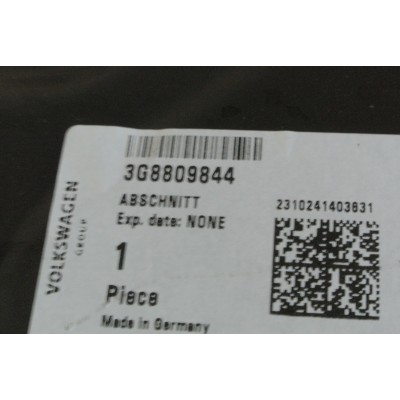 3G8809844
ABSCHNITT
Exp. date: NONE
1
Piece
Made in Germany
2310241403831
VOLKSWAGEN
GROUP